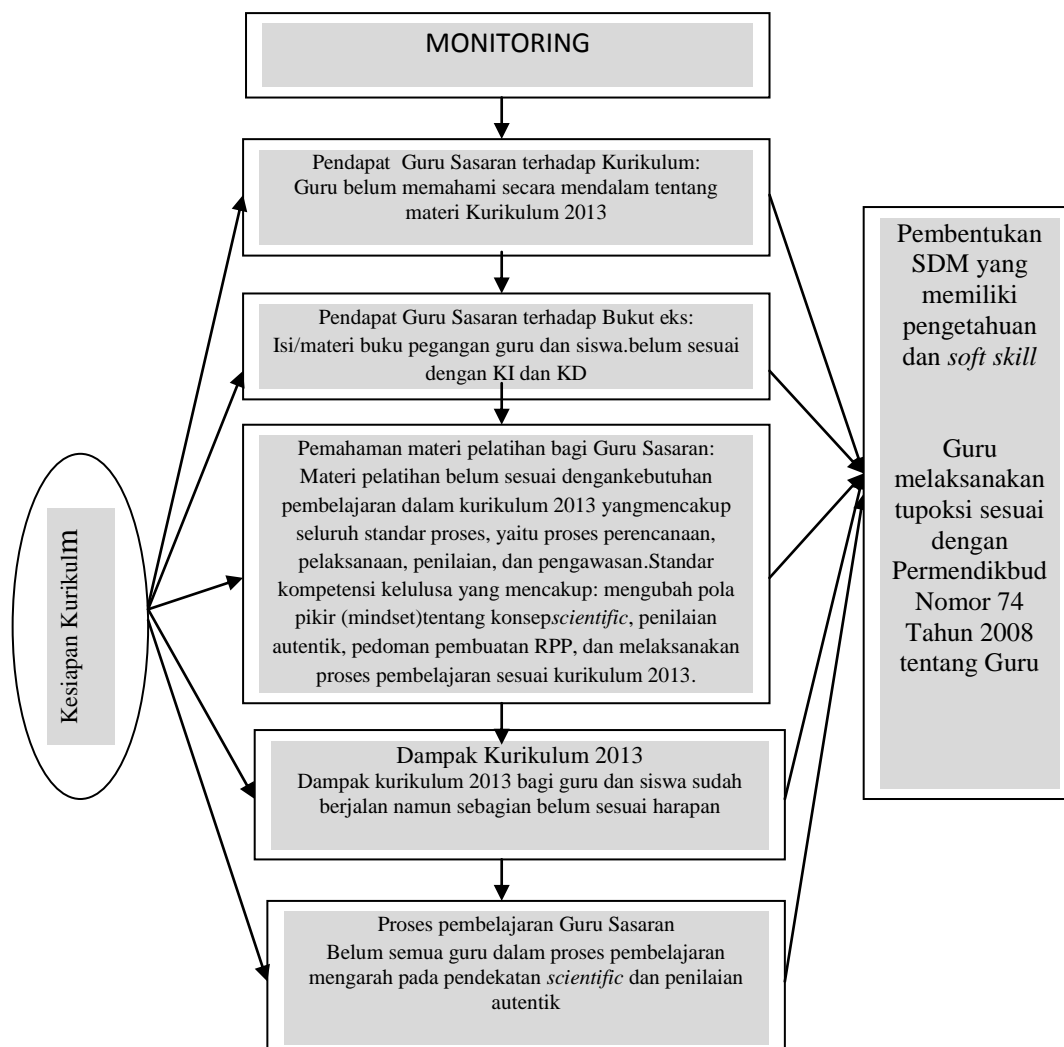 MONITORING
Pendapat Guru Sasaran terhadap Kurikulum:
Guru belum memahami secara mendalam tentang
materi Kurikulum 2013
Pendapat Guru Sasaran terhadap Bukut eks:
Isi/materi buku pegangan guru dan siswa.belum sesuai
dengan KI dan KD
Pemahaman materi pelatihan bagi Guru Sasaran:
Materi pelatihan belum sesuai dengankebutuhan
pembelajaran dalam kurikulum 2013 yangmencakup
seluruh standar proses, yaitu proses perencanaan,
pelaksanaan, penilaian, dan pengawasan.Standar
kompetensi kelulusa yang mencakup: mengubah pola
pikir (mindset)tentang konsepscientific, penilaian
autentik, pedoman pembuatan RPP, dan melaksanakan
proses pembelajaran sesuai kurikulum 2013.
Dampak Kurikulum 2013
Dampak kurikulum 2013 bagi guru dan siswa sudah
berjalan namun sebagian belum sesuai harapan
Proses pembelajaran Guru Sasaran
Belum semua guru dalam proses pembelajaran
mengarah pada pendekatan scientific dan penilaian
autentik
Kesiapan Kurikulum
Pembentukan
SDM yang
memiliki
pengetahuan
dan soft skill
Guru
melaksanakan
tupoksi sesuai
dengan
Permendikbud
Nomor 74
Tahun 2008
tentang Guru